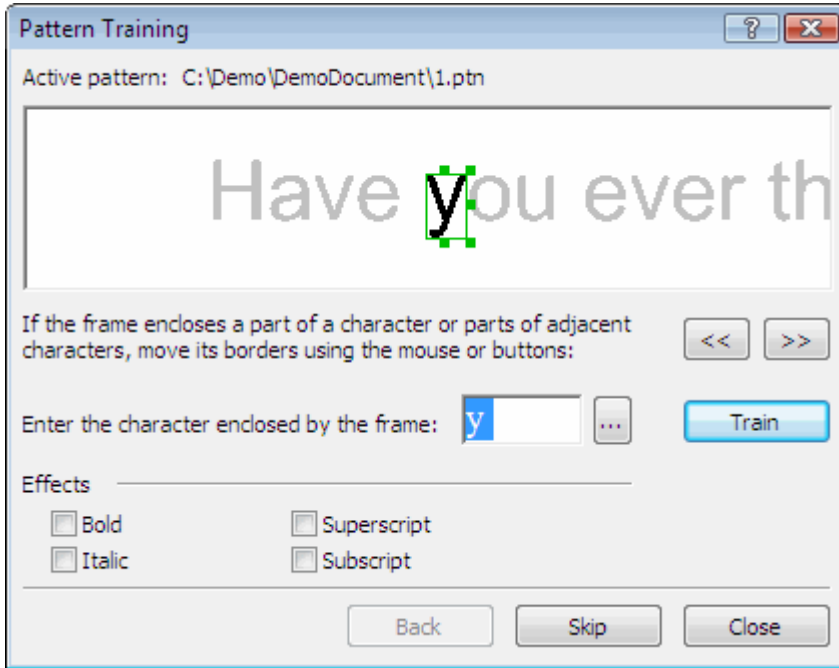 Pattern Training
Active pattern: C:\Demo\DemoDocument\1.ptn
Have you ever th
If the frame encloses a part of a character or parts of adjacent
characters, move its borders using the mouse or buttons:
<< >>
Enter the character enclosed by the frame: y ... Train
Effects
Bold Superscript
Italic Subscript
Back Skip Close